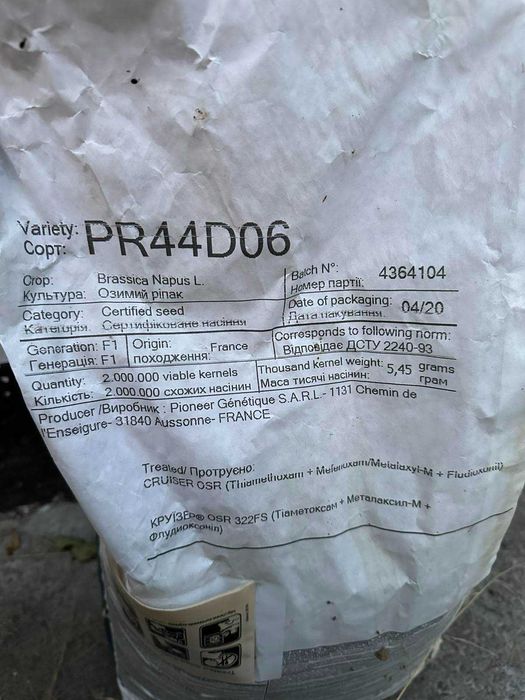 Variety:
Сорт: PR44D06
Crop: Brassica Napus L.
Культура: Озимий ріпак
Batch N°:
Номер партії: 4364104
Category: Certified seed
Категорія: Сертифіковане насіння
Date of packaging:
Дата пакування: 04/20
Generation: F1
Генерація: F1
Origin:
походження: France
Corresponds to following norm:
Відповідає ДСТУ 2240-93
Quantity: 2.000.000 viable kernels
Кількість: 2.000.000 схожих насінин
Thousand kernel weight: 5,45 grams
Маса тисячі насінин: грам
Producer /Виробник : Pioneer Génétique S.A.R.L.- 1131 Chemin de
l'Enseigure- 31840 Aussonne- FRANCE
Treated/ Протруєно:
CRUISER OSR (Thiamethuxam + Mefenuxam/Metalaxyl-M + Fludiuxunil)
КРУЇЗЕР® OSR 322FS (Тіаметоксам + Металаксил-М +
Флудиоксоніл)